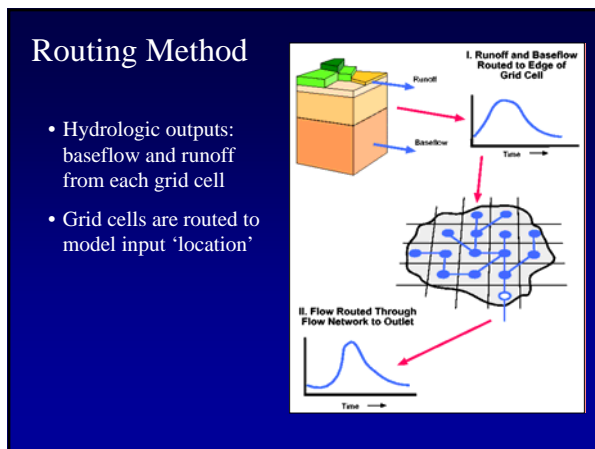 Routing Method
• Hydrologic outputs:
baseflow and runoff
from each grid cell
• Grid cells are routed to
model input ‘location’
I. Runoff and Baseflow
Routed to Edge of
Grid Cell
Runoff
Baseflow
Time
II. Flow Routed Through
Flow Network to Outlet
Time